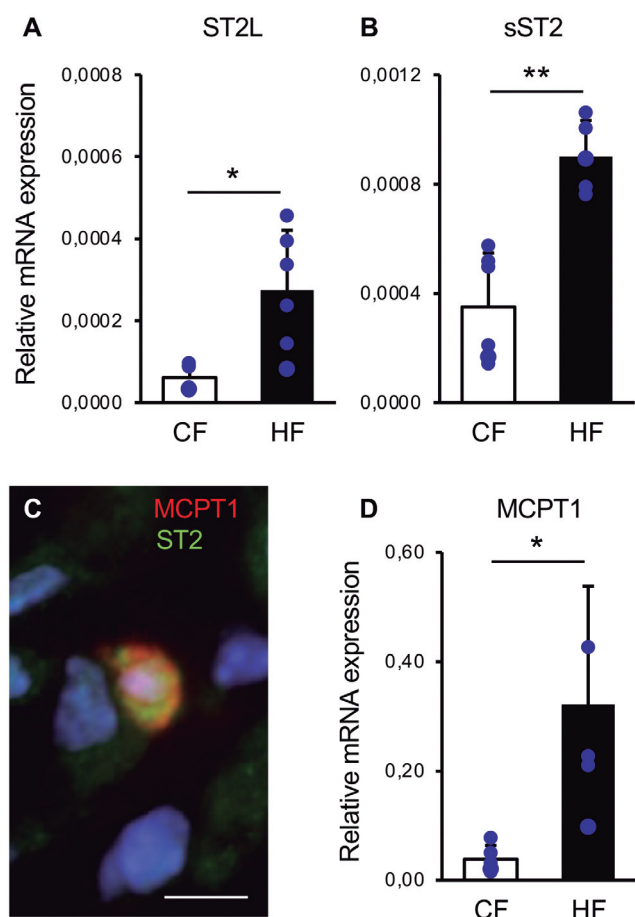 A
ST2L
Relative mRNA expression
0,0008
0,0006
0,0004
0,0002
0,0000
*
CF
HF
B
sST2
0,0012
0,0008
0,0004
0,0000
**
CF
HF
C
MCPT1
ST2
D
MCPT1
Relative mRNA expression
0,60
0,40
0,20
0,00
*
CF
HF